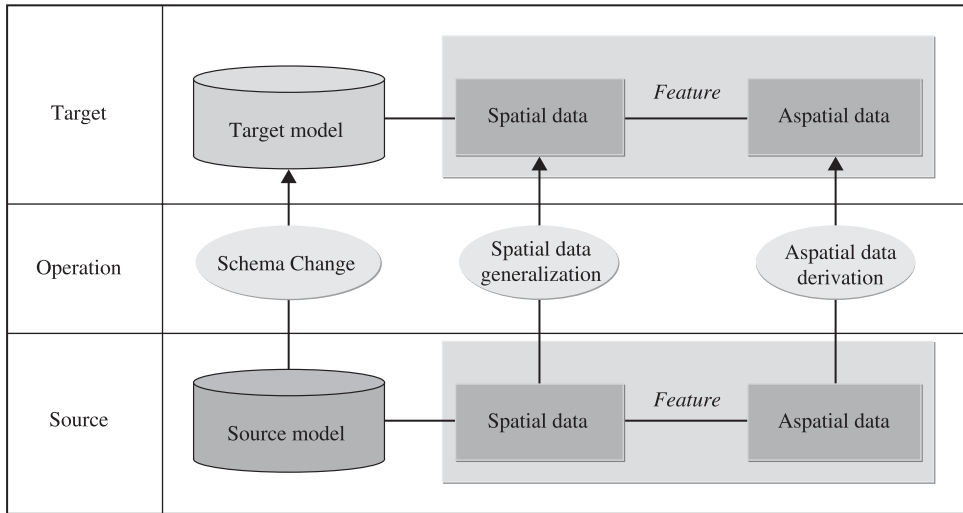 Target
Target model
Spatial data
Feature
Aspatial data
Operation
Schema Change
Spatial data
generalization
Aspatial data
derivation
Source
Source model
Spatial data
Feature
Aspatial data